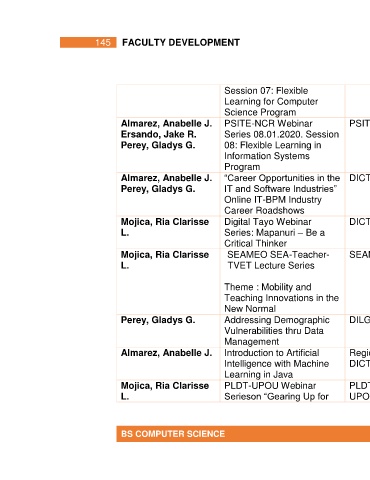 145 FACULTY DEVELOPMENT
Session 07: Flexible
Learning for Computer
Science Program
Almarez, Anabelle J.
Ersando, Jake R.
Perey, Gladys G.
PSITE-NCR Webinar
Series 08.01.2020. Session
08: Flexible Learning in
Information Systems
Program
PSIT
Almarez, Anabelle J.
Perey, Gladys G.
“Career Opportunities in the
IT and Software Industries”
Online IT-BPM Industry
Career Roadshows
DICT
Mojica, Ria Clarisse
L.
Digital Tayo Webinar
Series: Mapanuri – Be a
Critical Thinker
DICT
Mojica, Ria Clarisse
L.
SEAMEO SEA-Teacher-
TVET Lecture Series
Theme : Mobility and
Teaching Innovations in the
New Normal
SEAM
Perey, Gladys G.
Addressing Demographic
Vulnerabilities thru Data
Management
DILG
Almarez, Anabelle J.
Introduction to Artificial
Intelligence with Machine
Learning in Java
Regi
DICT
Mojica, Ria Clarisse
L.
PLDT-UPOU Webinar
Serieson “Gearing Up for
PLDT
UPO
BS COMPUTER SCIENCE